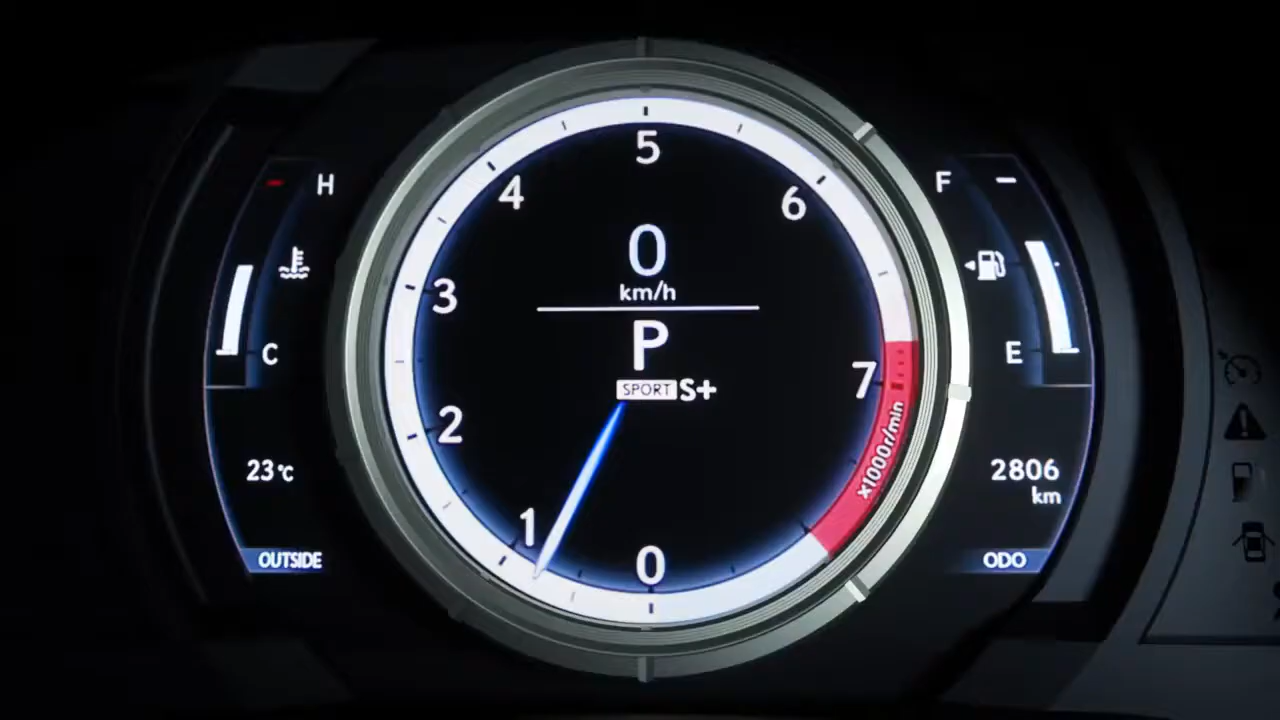 H
C
23°C
OUTSIDE
5
4
6
3
7
2
1
0
x1000r/min
0
km/h
P
SPORT S+
F
E
2806
km
ODO